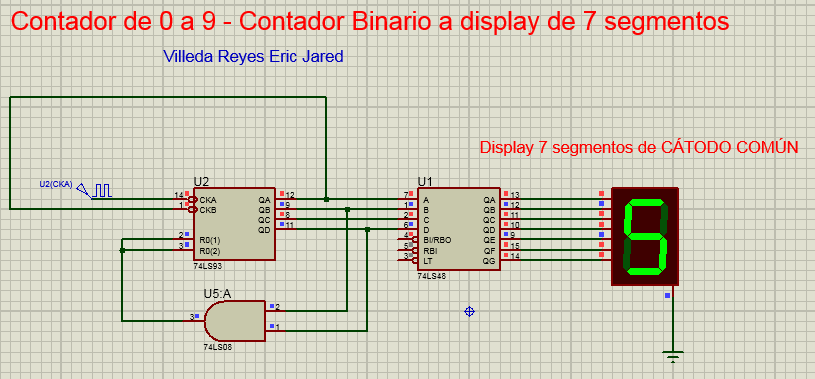 Contador de 0 a 9 - Contador Binario a display de 7 segmentos
Villeda Reyes Eric Jared
Display 7 segmentos de CÁTODO COMÚN
U2(CKA)
U2
14 CKA QA 12
1 CKB QB 9
QC 8
QD 11
2 R0(1)
3 R0(2)
74LS93
U1
7 A QA 13
1 B QB 12
2 C QC 11
6 D QD 10
4 BI/RBO QE 9
5 RBI QF 15
3 LT QG 14
74LS48
5
U5:A
3 2
1
74LS08